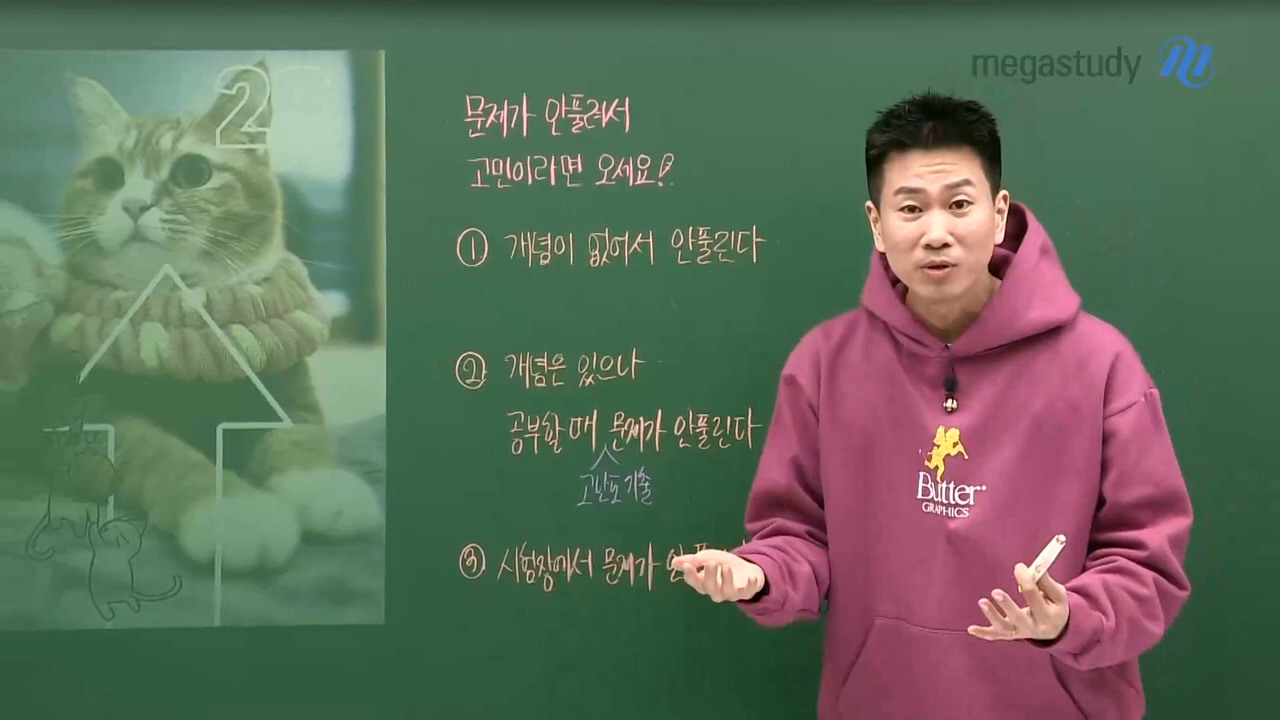 megastudy
2
문제가 안풀려서
고민이라면 오세요!
① 개념이 없어서 안풀린다
② 개념은 있으나
공부할 때 문제가 안풀린다
고난도 기출
③ 시험장에서 문제가 안
Butter
GRAPHICS